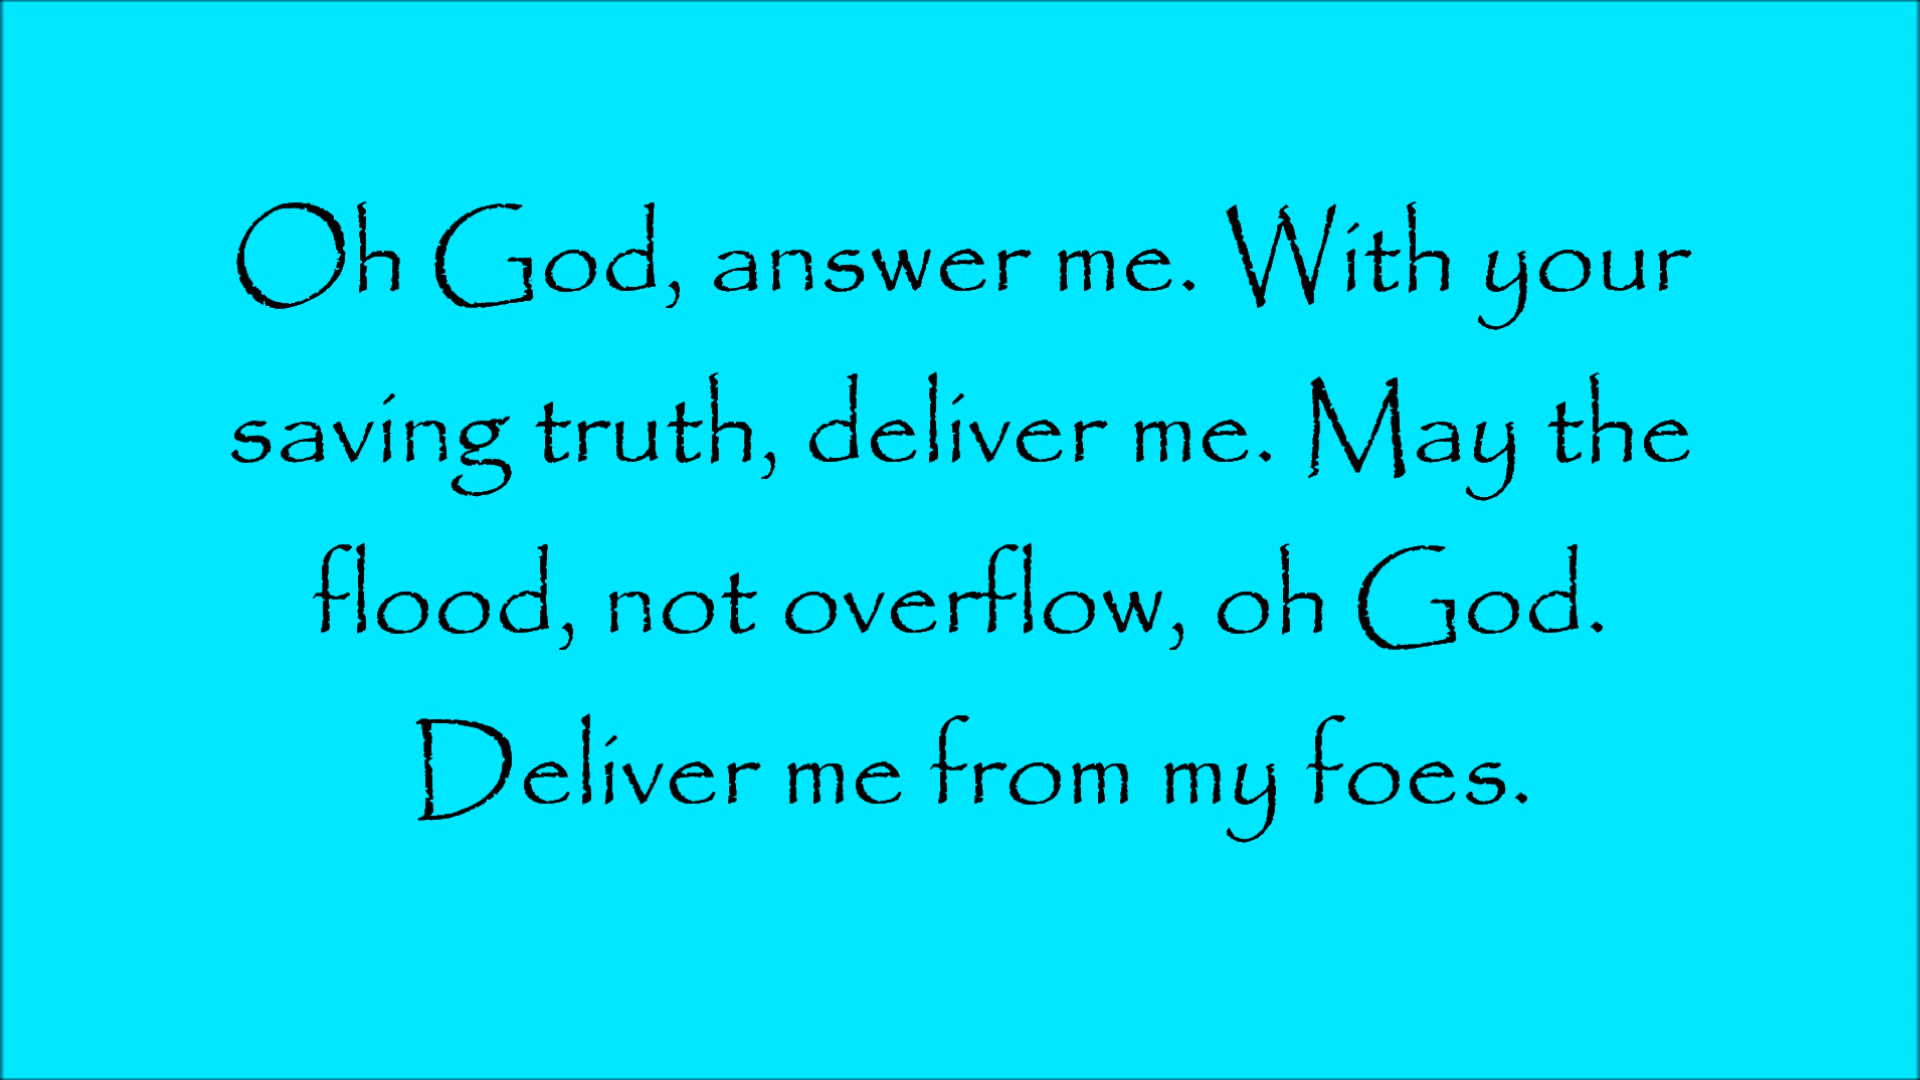 Oh God, answer me. With your
saving truth, deliver me. May the
flood, not overflow, oh God.
Deliver me from my foes.